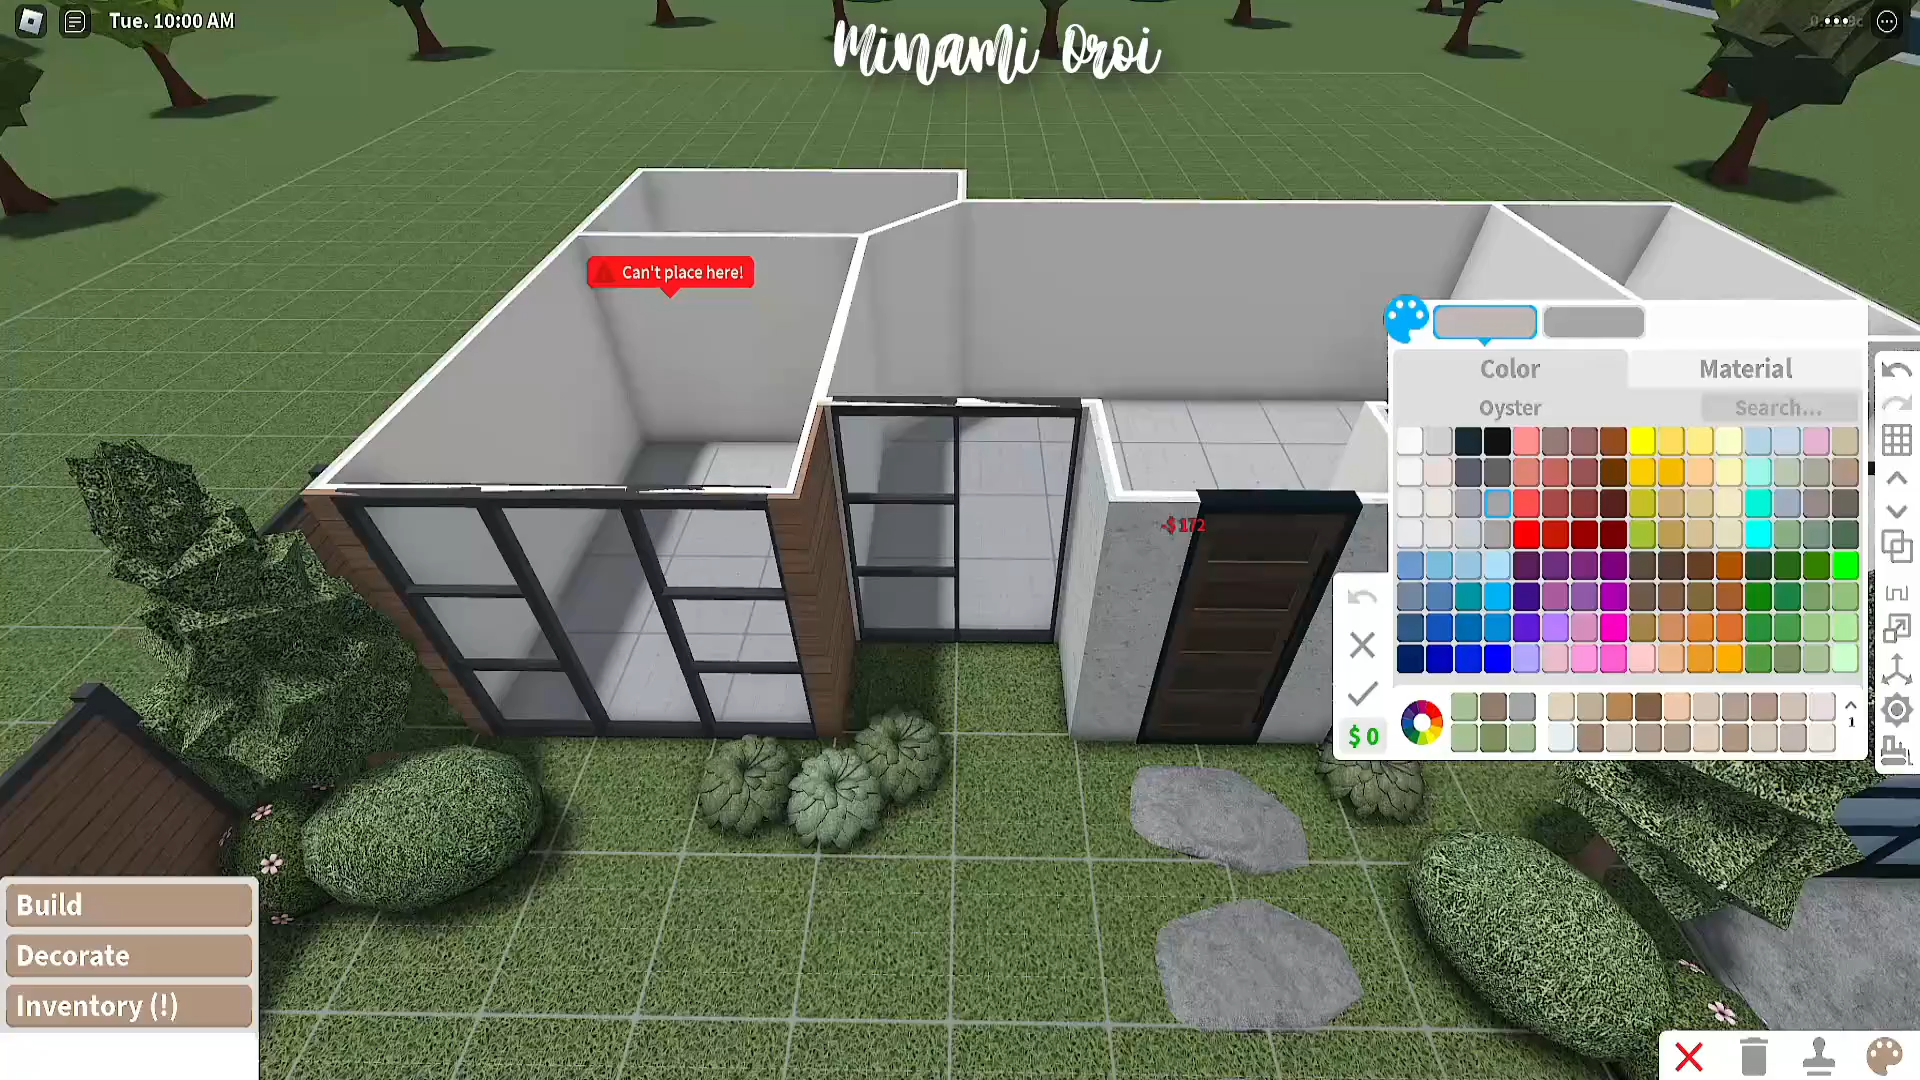 Tue. 10:00 AM
Minami Oroi
Can't place here!
Color
Material
Oyster
Search...
-$172
$0
1
Build
Decorate
Inventory (!)